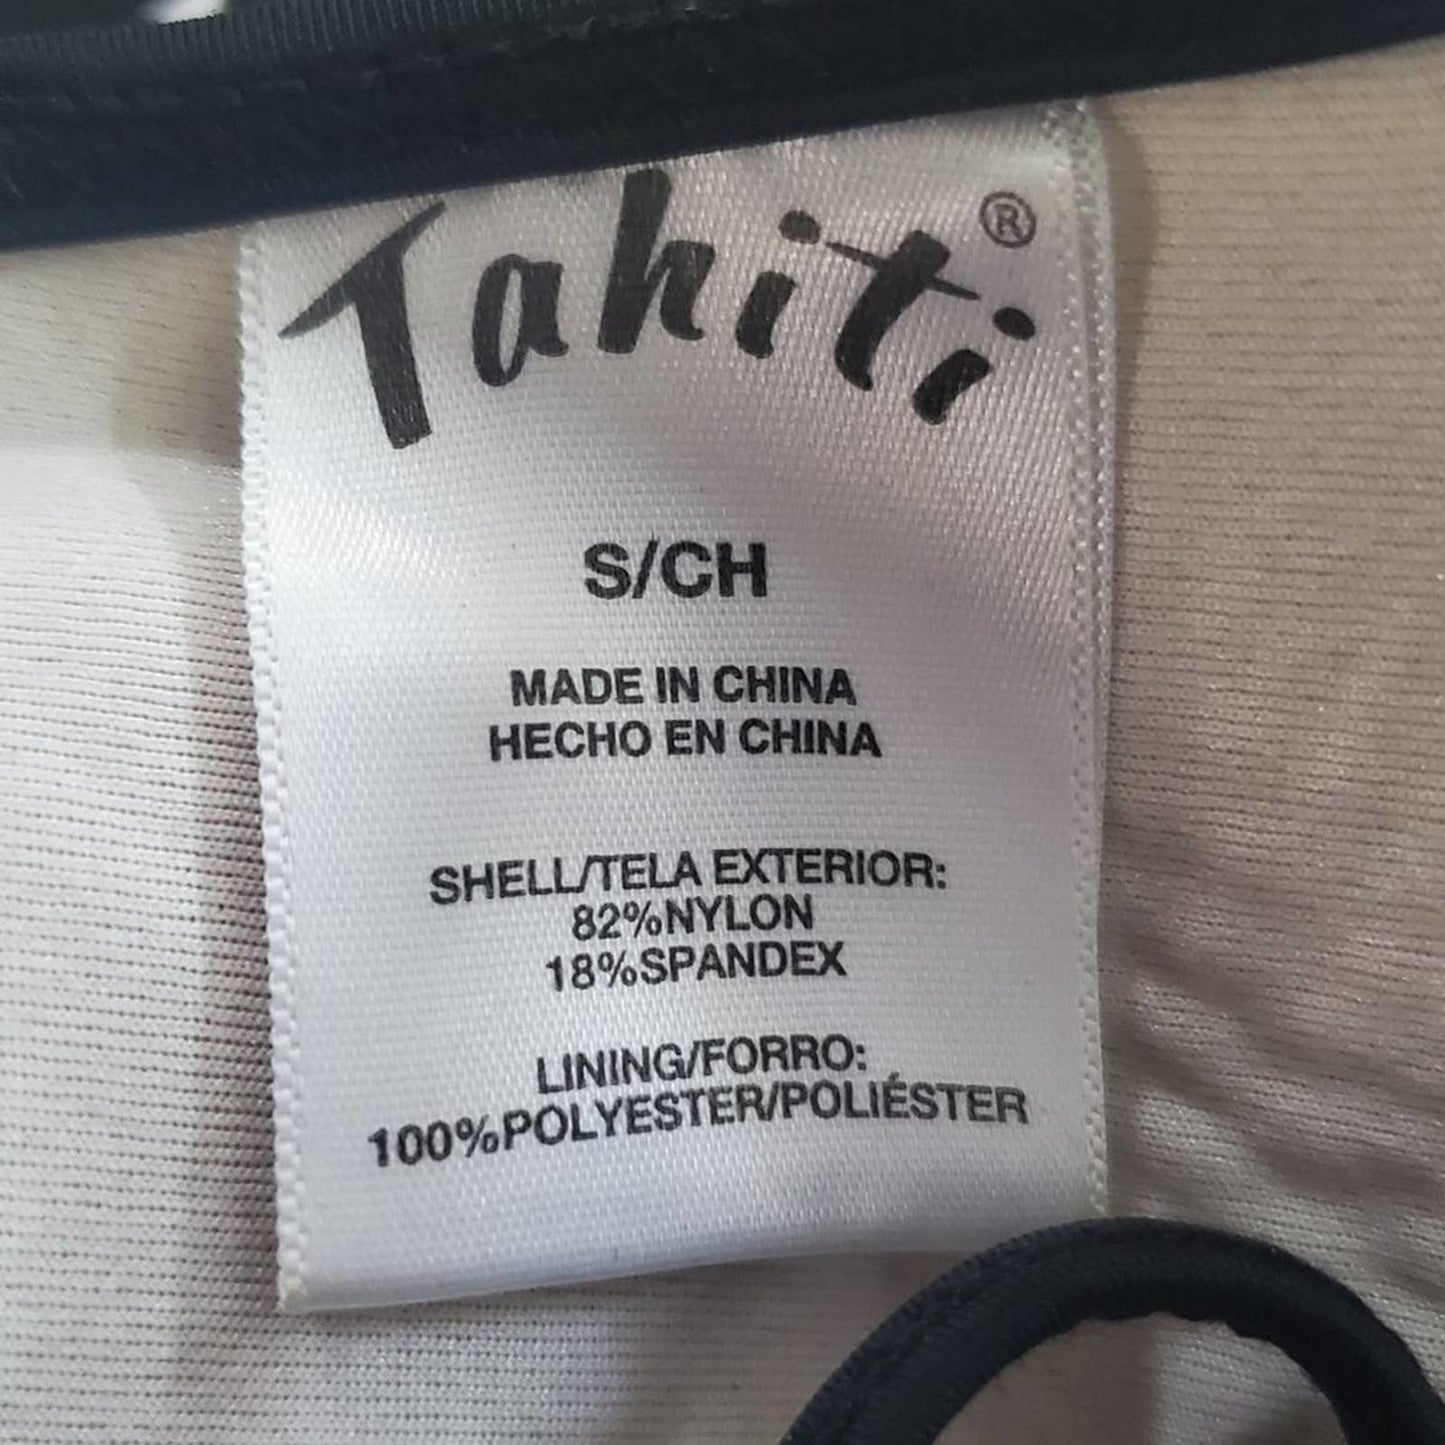 Tahiti®
S/CH
MADE IN CHINA
HECHO EN CHINA
SHELL/TELA EXTERIOR:
82%NYLON
18%SPANDEX
LINING/FORRO:
100%POLYESTER/POLIÉSTER